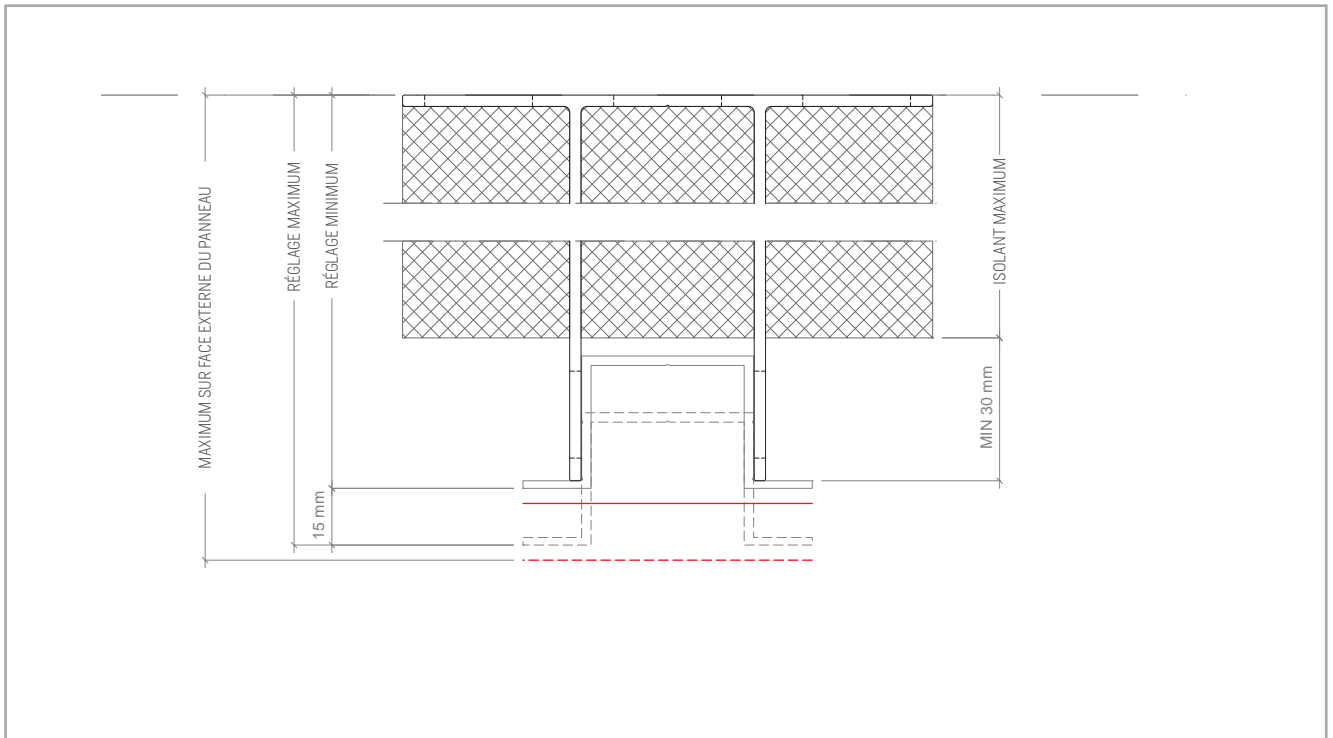 MAXIMUM SUR FACE EXTERNE DU PANNEAU
RÉGLAGE MAXIMUM
RÉGLAGE MINIMUM
15 mm
ISOLANT MAXIMUM
MIN 30 mm